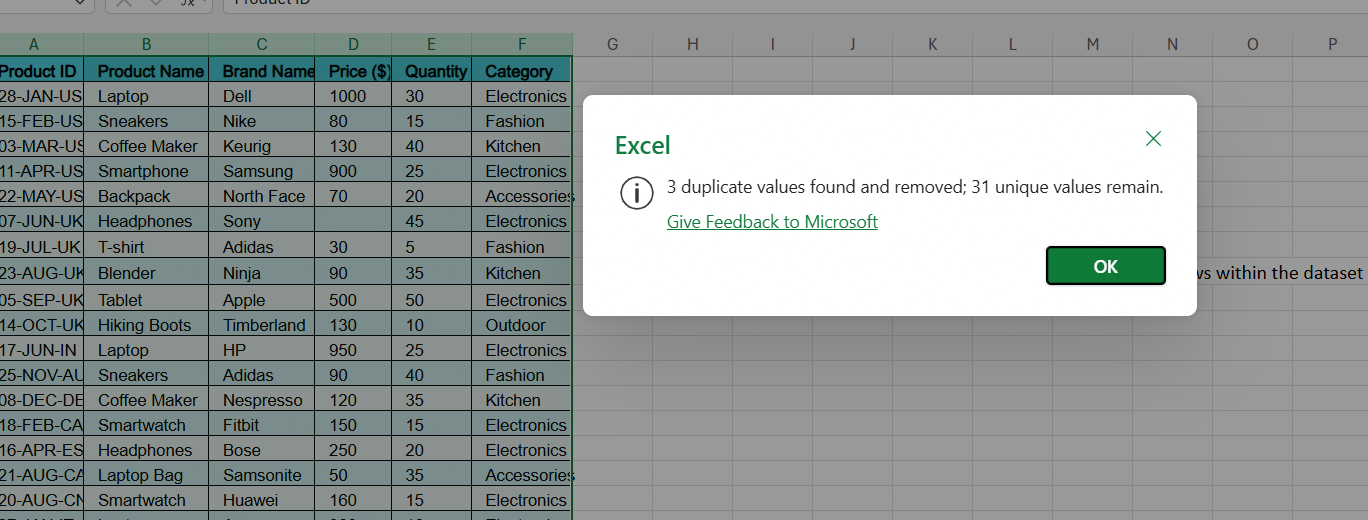 Product ID
A B C D E F G H I J K L M N O P
Product ID Product Name Brand Name Price ($) Quantity Category
28-JAN-US Laptop Dell 1000 30 Electronics
15-FEB-US Sneakers Nike 80 15 Fashion
03-MAR-US Coffee Maker Keurig 130 40 Kitchen
11-APR-US Smartphone Samsung 900 25 Electronics
22-MAY-US Backpack North Face 70 20 Accessories
07-JUN-UK Headphones Sony 45 Electronics
19-JUL-UK T-shirt Adidas 30 5 Fashion
23-AUG-UK Blender Ninja 90 35 Kitchen
05-SEP-UK Tablet Apple 500 50 Electronics
14-OCT-UK Hiking Boots Timberland 130 10 Outdoor
17-JUN-IN Laptop HP 950 25 Electronics
25-NOV-AU Sneakers Adidas 90 40 Fashion
08-DEC-DE Coffee Maker Nespresso 120 35 Kitchen
18-FEB-CA Smartwatch Fitbit 150 15 Electronics
16-APR-ES Headphones Bose 250 20 Electronics
21-AUG-CA Laptop Bag Samsonite 50 35 Accessories
20-AUG-CN Smartwatch Huawei 160 15 Electronics
Excel
3 duplicate values found and removed; 31 unique values remain.
Give Feedback to Microsoft
OK
within the dataset